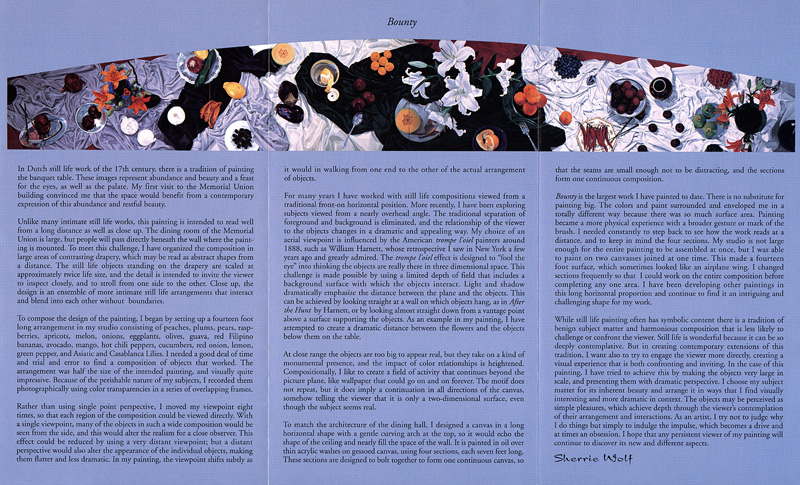 Bounty
In Dutch still life work of the 17th century, there is a tradition of painting
the banquet table. These images represent abundance and beauty and a feast
for the eyes, as well as the palate. My first visit to the Memorial Union
building convinced me that the space would benefit from a contemporary
expression of this abundance and restful beauty.
Unlike many intimate still life works, this painting is intended to read well
from a long distance as well as close up. The dining room of the Memorial
Union is large, but people will pass directly beneath the wall where the paint-
ing is mounted. To meet this challenge, I have organized the composition in
large areas of contrasting drapery, which may be read as abstract shapes from
a distance. The still life objects standing on the drapery are scaled at
approximately twice life size, and the detail is intended to invite the viewer
to inspect closely, and to stroll from one side to the other. Close up, the
design is an ensemble of more intimate still life arrangements that interact
and blend into each other without boundaries.
To compose the design of the painting, I began by setting up a fourteen foot
long arrangement in my studio consisting of peaches, plums, pears, rasp-
berries, apricots, melon, onions, eggplants, olives, guava, red Filipino
bananas, avocado, mango, hot chili peppers, cucumbers, red onion, lemon,
green pepper, and Asiatic and Casablanca Lilies. I needed a good deal of time
and trial and error to find a composition of objects that worked. The
arrangement was half the size of the intended painting, and visually quite
impressive. Because of the perishable nature of my subjects, I recorded them
photographically using color transparencies in a series of overlapping frames.
Rather than using single point perspective, I moved my viewpoint eight
times, so that each region of the composition could be viewed directly. With
a single viewpoint, many of the objects in such a wide composition would be
seen from the side, and this would alter the realism for a close observer. This
effect could be reduced by using a very distant viewpoint; but a distant
perspective would also alter the appearance of the individual objects, making
them flatter and less dramatic. In my painting, the viewpoint shifts subtly as
it would in walking from one end to the other of the actual arrangement
of objects.
For many years I have worked with still life compositions viewed from a
traditional front-on horizontal position. More recently, I have been exploring
subjects viewed from a nearly overhead angle. The traditional separation of
foreground and background is eliminated, and the relationship of the viewer
to the objects changes in a dramatic and appealing way. My choice of an
aerial viewpoint is influenced by the American trompe l'oeil painters around
1888, such as William Harnett, whose retrospective I saw in New York a few
years ago and greatly admired. The trompe l'oeil effect is designed to "fool the
eye" into thinking the objects are really there in three dimensional space. This
challenge is made possible by using a limited depth of field that includes a
background surface with which the objects interact. Light and shadow
dramatically emphasize the distance between the plane and the objects. This
can be achieved by looking straight at a wall on which objects hang, as in After
the Hunt by Harnett, or by looking almost straight down from a vantage point
above a surface supporting the objects. As an example in my painting, I have
attempted to create a dramatic distance between the flowers and the objects
below them on the table.
At close range the objects are too big to appear real, but they take on a kind of
monumental presence, and the impact of color relationships is heightened.
Compositionally, I like to create a field of activity that continues beyond the
picture plane, like wallpaper that could go on and on forever. The motif does
not repeat, but it does imply a continuation in all directions of the canvas,
somehow telling the viewer that it is only a two-dimensional surface, even
though the subject seems real.
To match the architecture of the dining hall, I designed a canvas in a long
horizontal shape with a gentle curving arch at the top, so it would echo the
shape of the ceiling and nearly fill the space of the wall. It is painted in oil over
thin acrylic washes on gessoed canvas, using four sections, each seven feet long.
These sections are designed to bolt together to form one continuous canvas, so
that the seams are small enough not to be distracting, and the sections
form one continuous composition.
Bounty is the largest work I have painted to date. There is no substitute for
painting big. The colors and paint surrounded and enveloped me in a
totally different way because there was so much surface area. Painting
became a more physical experience with a broader gesture or mark of the
brush. I needed constantly to step back to see how the work reads at a
distance, and to keep in mind the four sections. My studio is not large
enough for the entire painting to be assembled at once, but I was able
to paint on two canvasses joined at one time. This made a fourteen
foot surface, which sometimes looked like an airplane wing. I changed
sections frequently so that I could work on the entire composition before
completing any one area. I have been developing other paintings in
this long horizontal proportion and continue to find it an intriguing and
challenging shape for my work.
While still life painting often has symbolic content there is a tradition of
benign subject matter and harmonious composition that is less likely to
challenge or confront the viewer. Still life is wonderful because it can be so
deeply contemplative. But in creating contemporary extensions of this
tradition, I want also to try to engage the viewer more directly, creating a
visual experience that is both confronting and inviting. In the case of this
painting, I have tried to achieve this by making the objects very large in
scale, and presenting them with dramatic perspective. I choose my subject
matter for its inherent beauty and arrange it in ways that I find visually
interesting and more dramatic in context. The objects may be perceived as
simple pleasures, which achieve depth through the viewer's contemplation
of their arrangement and interactions. As an artist, I try not to judge why
I do things but simply to indulge the impulse, which becomes a drive and
at times an obsession. I hope that any persistent viewer of my painting will
continue to discover its new and different aspects.
Sherrie Wolf